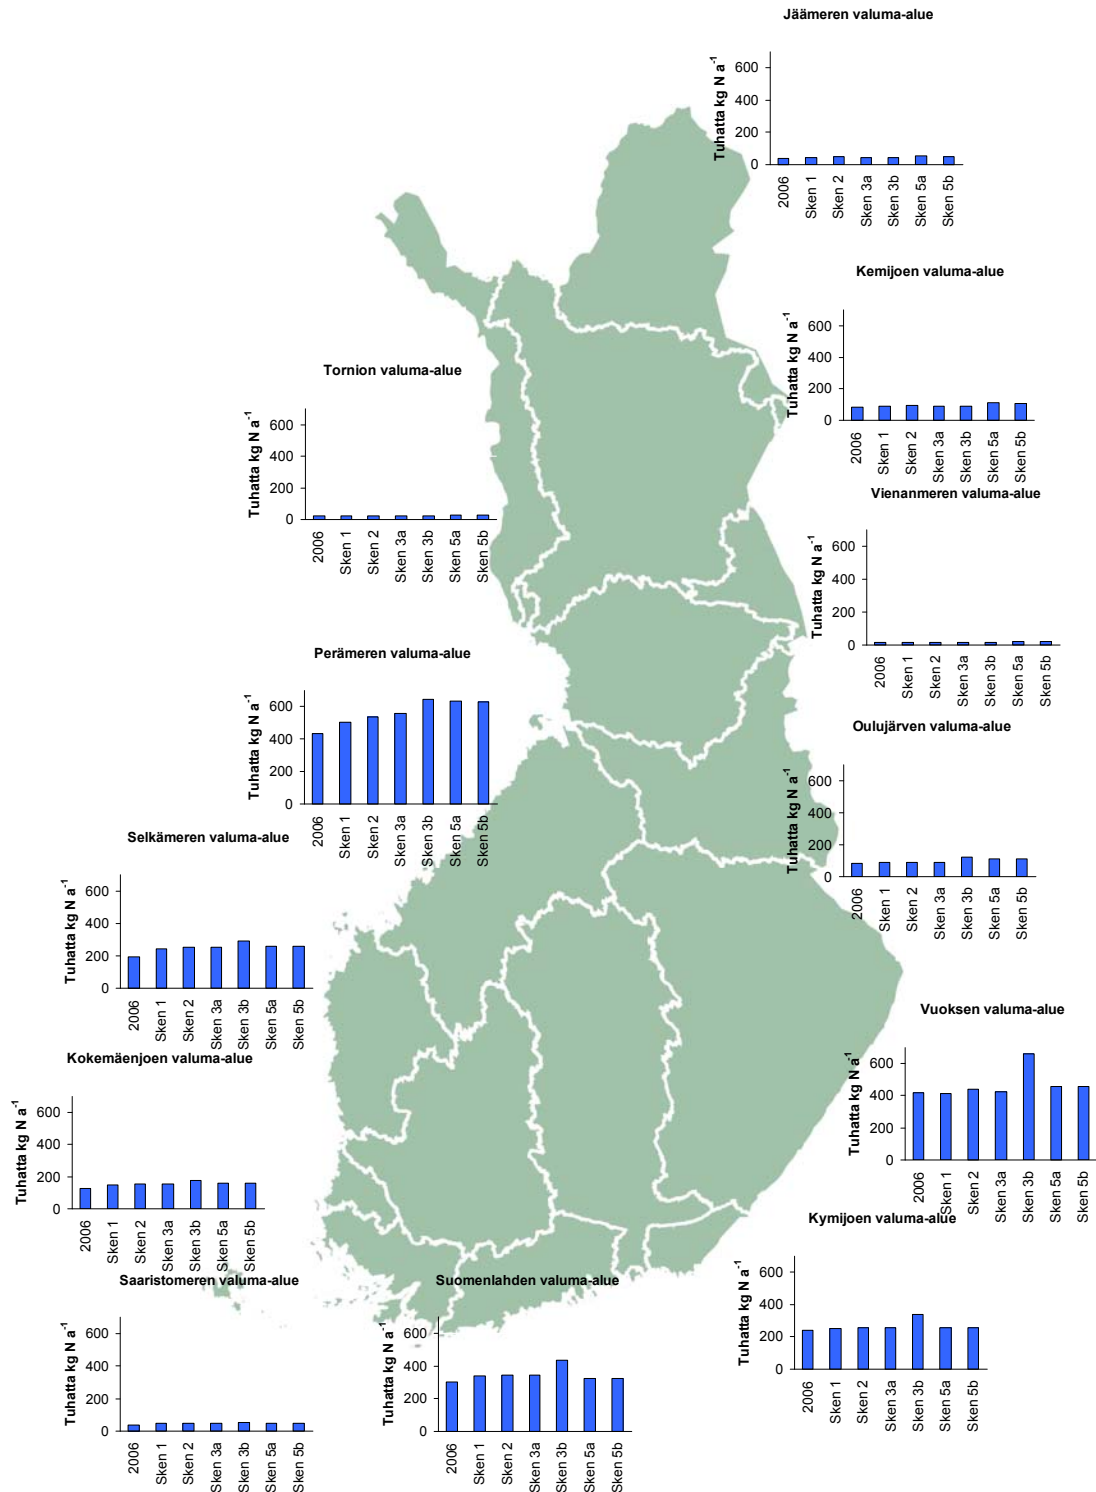 Jäämeren valuma-alue
Tuhatta kg N a⁻¹
600
400
200
0
2006
Sken 1
Sken 2
Sken 3a
Sken 3b
Sken 5a
Sken 5b
Kemijoen valuma-alue
Tuhatta kg N a⁻¹
600
400
200
0
2006
Sken 1
Sken 2
Sken 3a
Sken 3b
Sken 5a
Sken 5b
Tornion valuma-alue
Tuhatta kg N a⁻¹
600
400
200
0
2006
Sken 1
Sken 2
Sken 3a
Sken 3b
Sken 5a
Sken 5b
Vienanmeren valuma-alue
Tuhatta kg N a⁻¹
600
400
200
0
2006
Sken 1
Sken 2
Sken 3a
Sken 3b
Sken 5a
Sken 5b
Perämeren valuma-alue
Tuhatta kg N a⁻¹
600
400
200
0
2006
Sken 1
Sken 2
Sken 3a
Sken 3b
Sken 5a
Sken 5b
Oulujärven valuma-alue
Tuhatta kg N a⁻¹
600
400
200
0
2006
Sken 1
Sken 2
Sken 3a
Sken 3b
Sken 5a
Sken 5b
Selkämeren valuma-alue
Tuhatta kg N a⁻¹
600
400
200
0
2006
Sken 1
Sken 2
Sken 3a
Sken 3b
Sken 5a
Sken 5b
Vuoksen valuma-alue
Tuhatta kg N a⁻¹
600
400
200
0
2006
Sken 1
Sken 2
Sken 3a
Sken 3b
Sken 5a
Sken 5b
Kokemäenjoen valuma-alue
Tuhatta kg N a⁻¹
600
400
200
0
2006
Sken 1
Sken 2
Sken 3a
Sken 3b
Sken 5a
Sken 5b
Kymijoen valuma-alue
Tuhatta kg N a⁻¹
600
400
200
0
2006
Sken 1
Sken 2
Sken 3a
Sken 3b
Sken 5a
Sken 5b
Saaristomeren valuma-alue
Tuhatta kg N a⁻¹
600
400
200
0
2006
Sken 1
Sken 2
Sken 3a
Sken 3b
Sken 5a
Sken 5b
Suomenlahden valuma-alue
Tuhatta kg N a⁻¹
600
400
200
0
2006
Sken 1
Sken 2
Sken 3a
Sken 3b
Sken 5a
Sken 5b